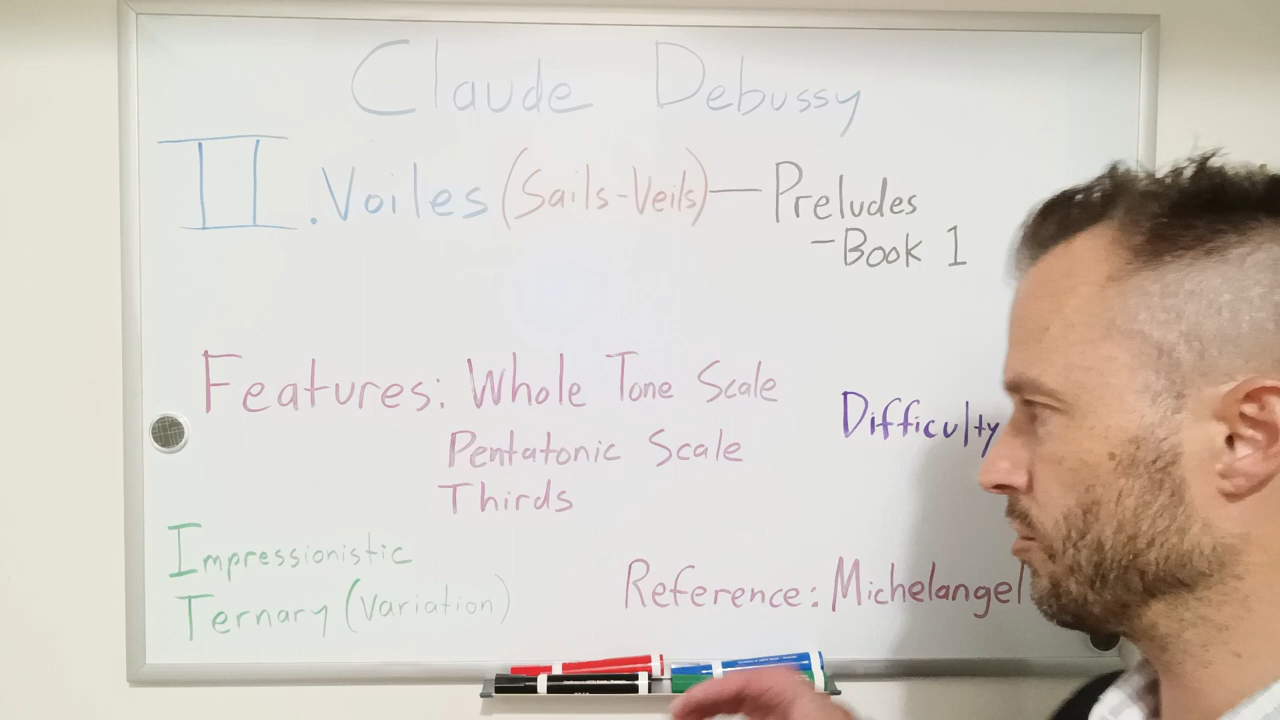 Claude Debussy
II. Voiles (Sails-Veils) — Preludes
- Book 1
Features: Whole Tone Scale
Pentatonic Scale
Thirds
Difficulty
Impressionistic
Ternary (Variation)
Reference: Michelangel